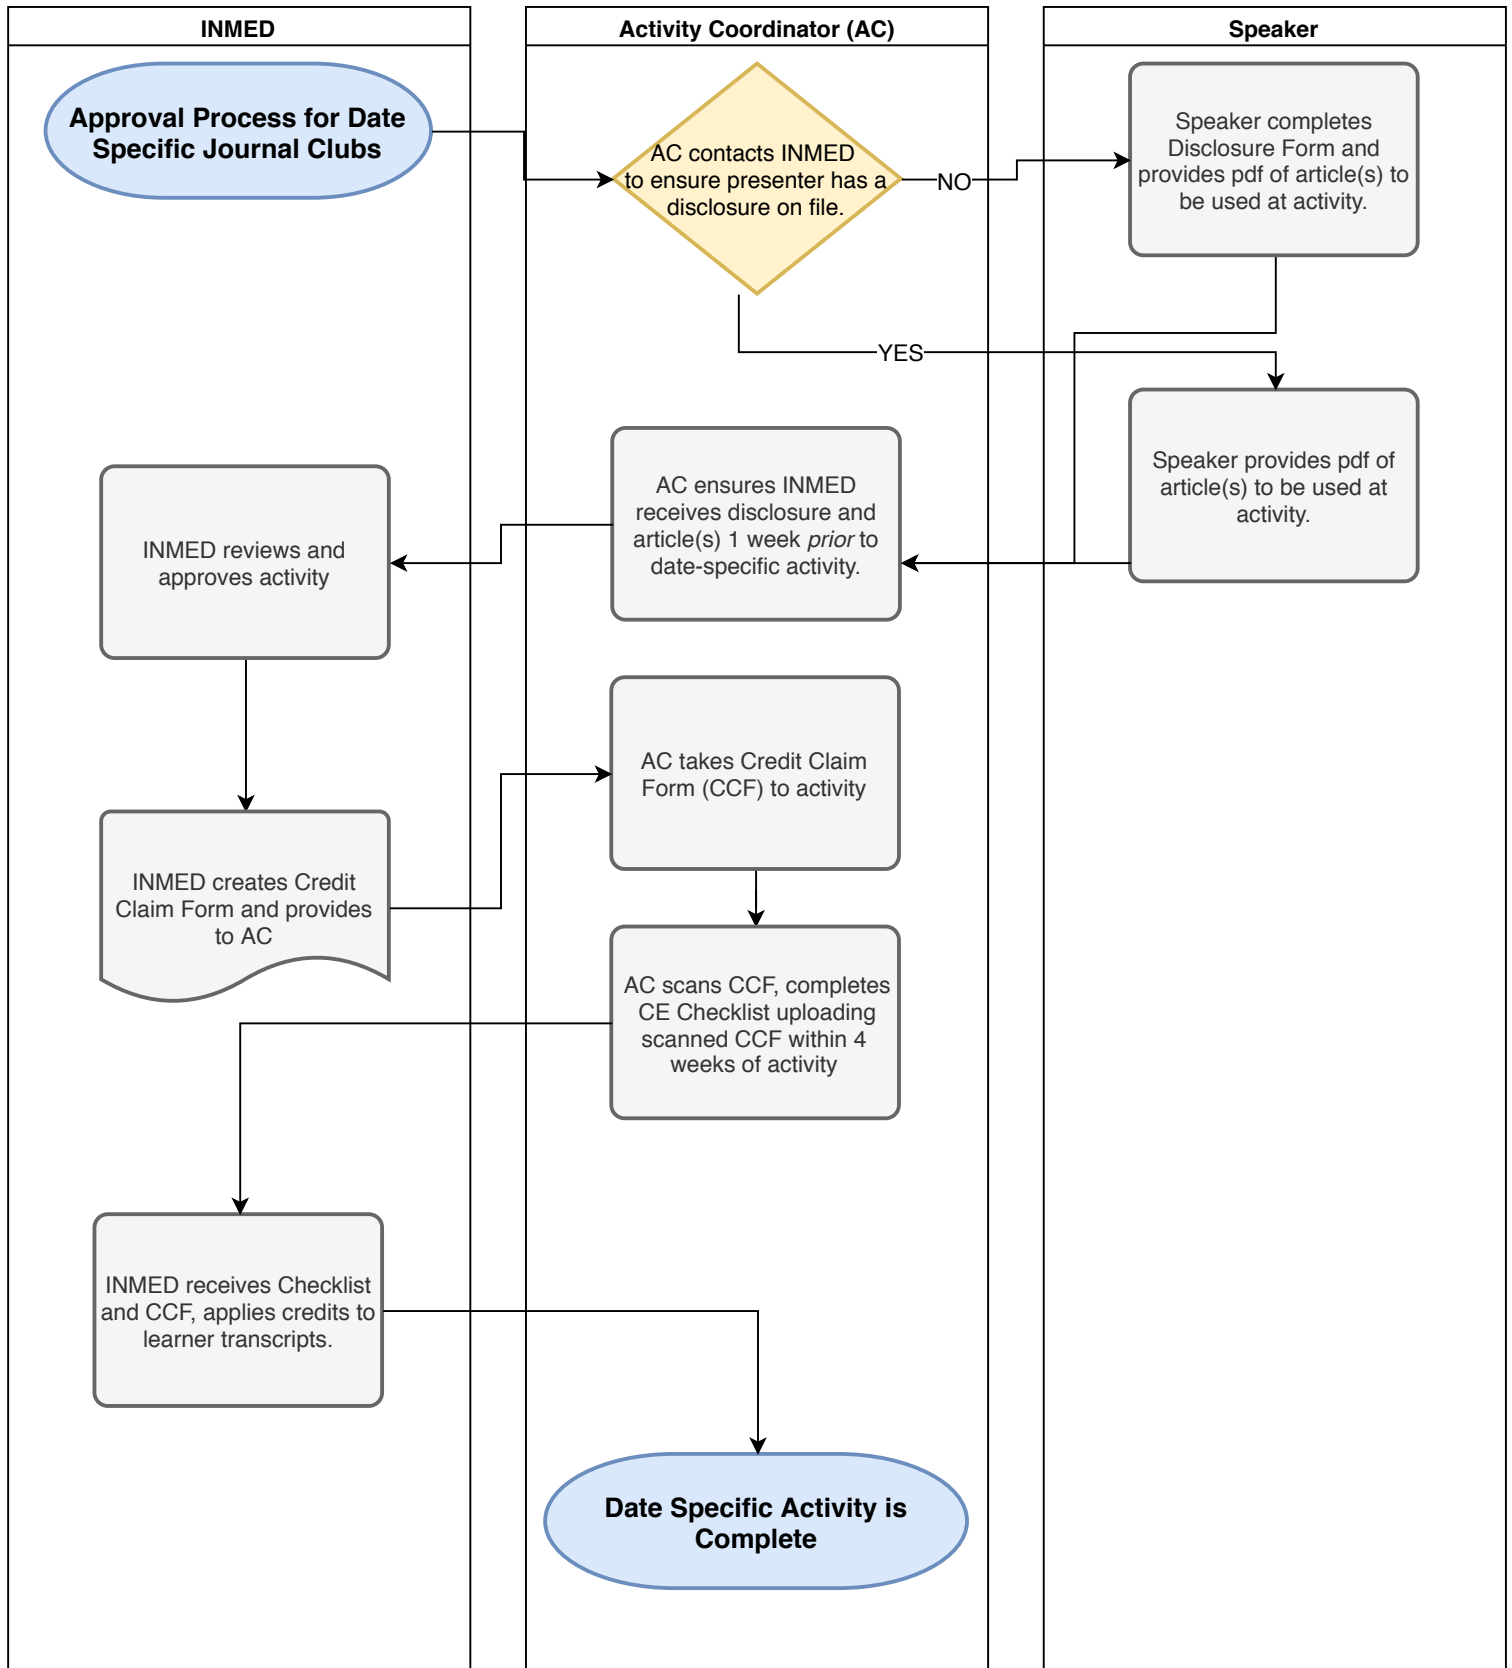 INMED
Activity Coordinator (AC)
Speaker
Approval Process for Date
Specific Journal Clubs
AC contacts INMED
to ensure presenter has a
disclosure on file.
NO
Speaker completes
Disclosure Form and
provides pdf of article(s) to
be used at activity.
YES
Speaker provides pdf of
article(s) to be used at
activity.
AC ensures INMED
receives disclosure and
article(s) 1 week prior to
date-specific activity.
INMED reviews and
approves activity
INMED creates Credit
Claim Form and provides
to AC
AC takes Credit Claim
Form (CCF) to activity
AC scans CCF, completes
CE Checklist uploading
scanned CCF within 4
weeks of activity
INMED receives Checklist
and CCF, applies credits to
learner transcripts.
Date Specific Activity is
Complete